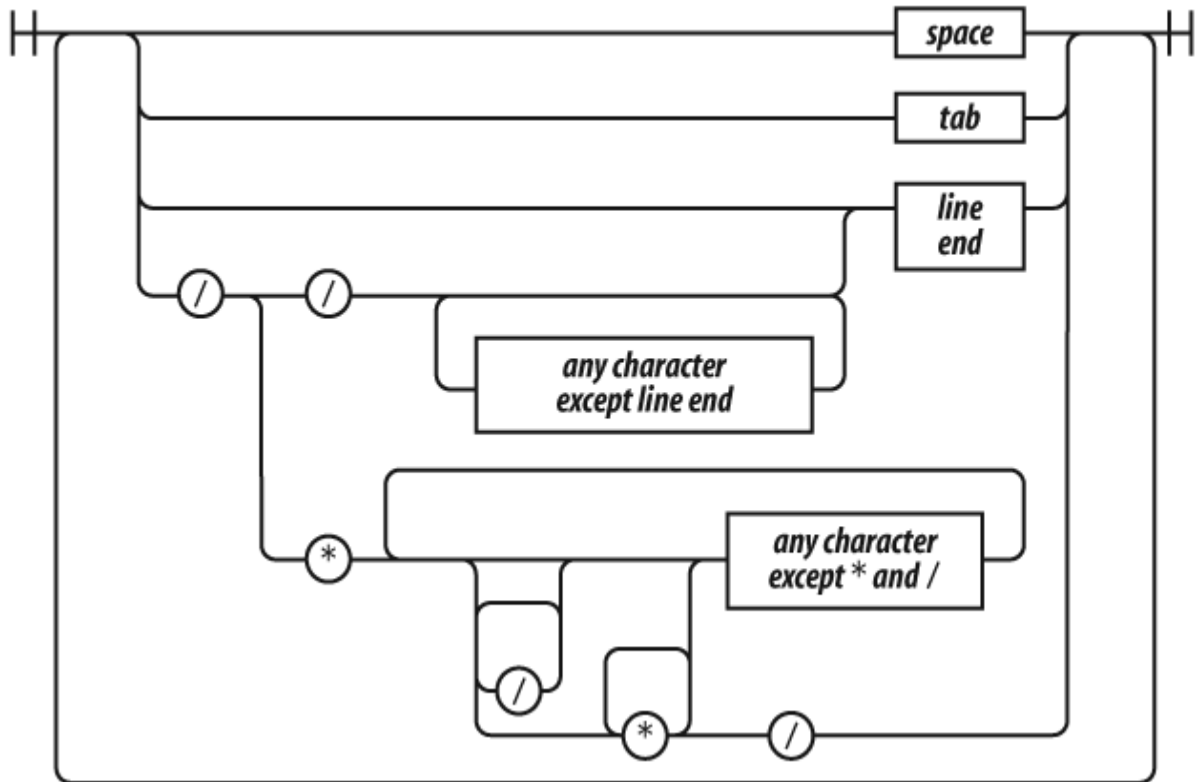 space
tab
line
end
/ /
any character
except line end
*
any character
except * and /
/
* /